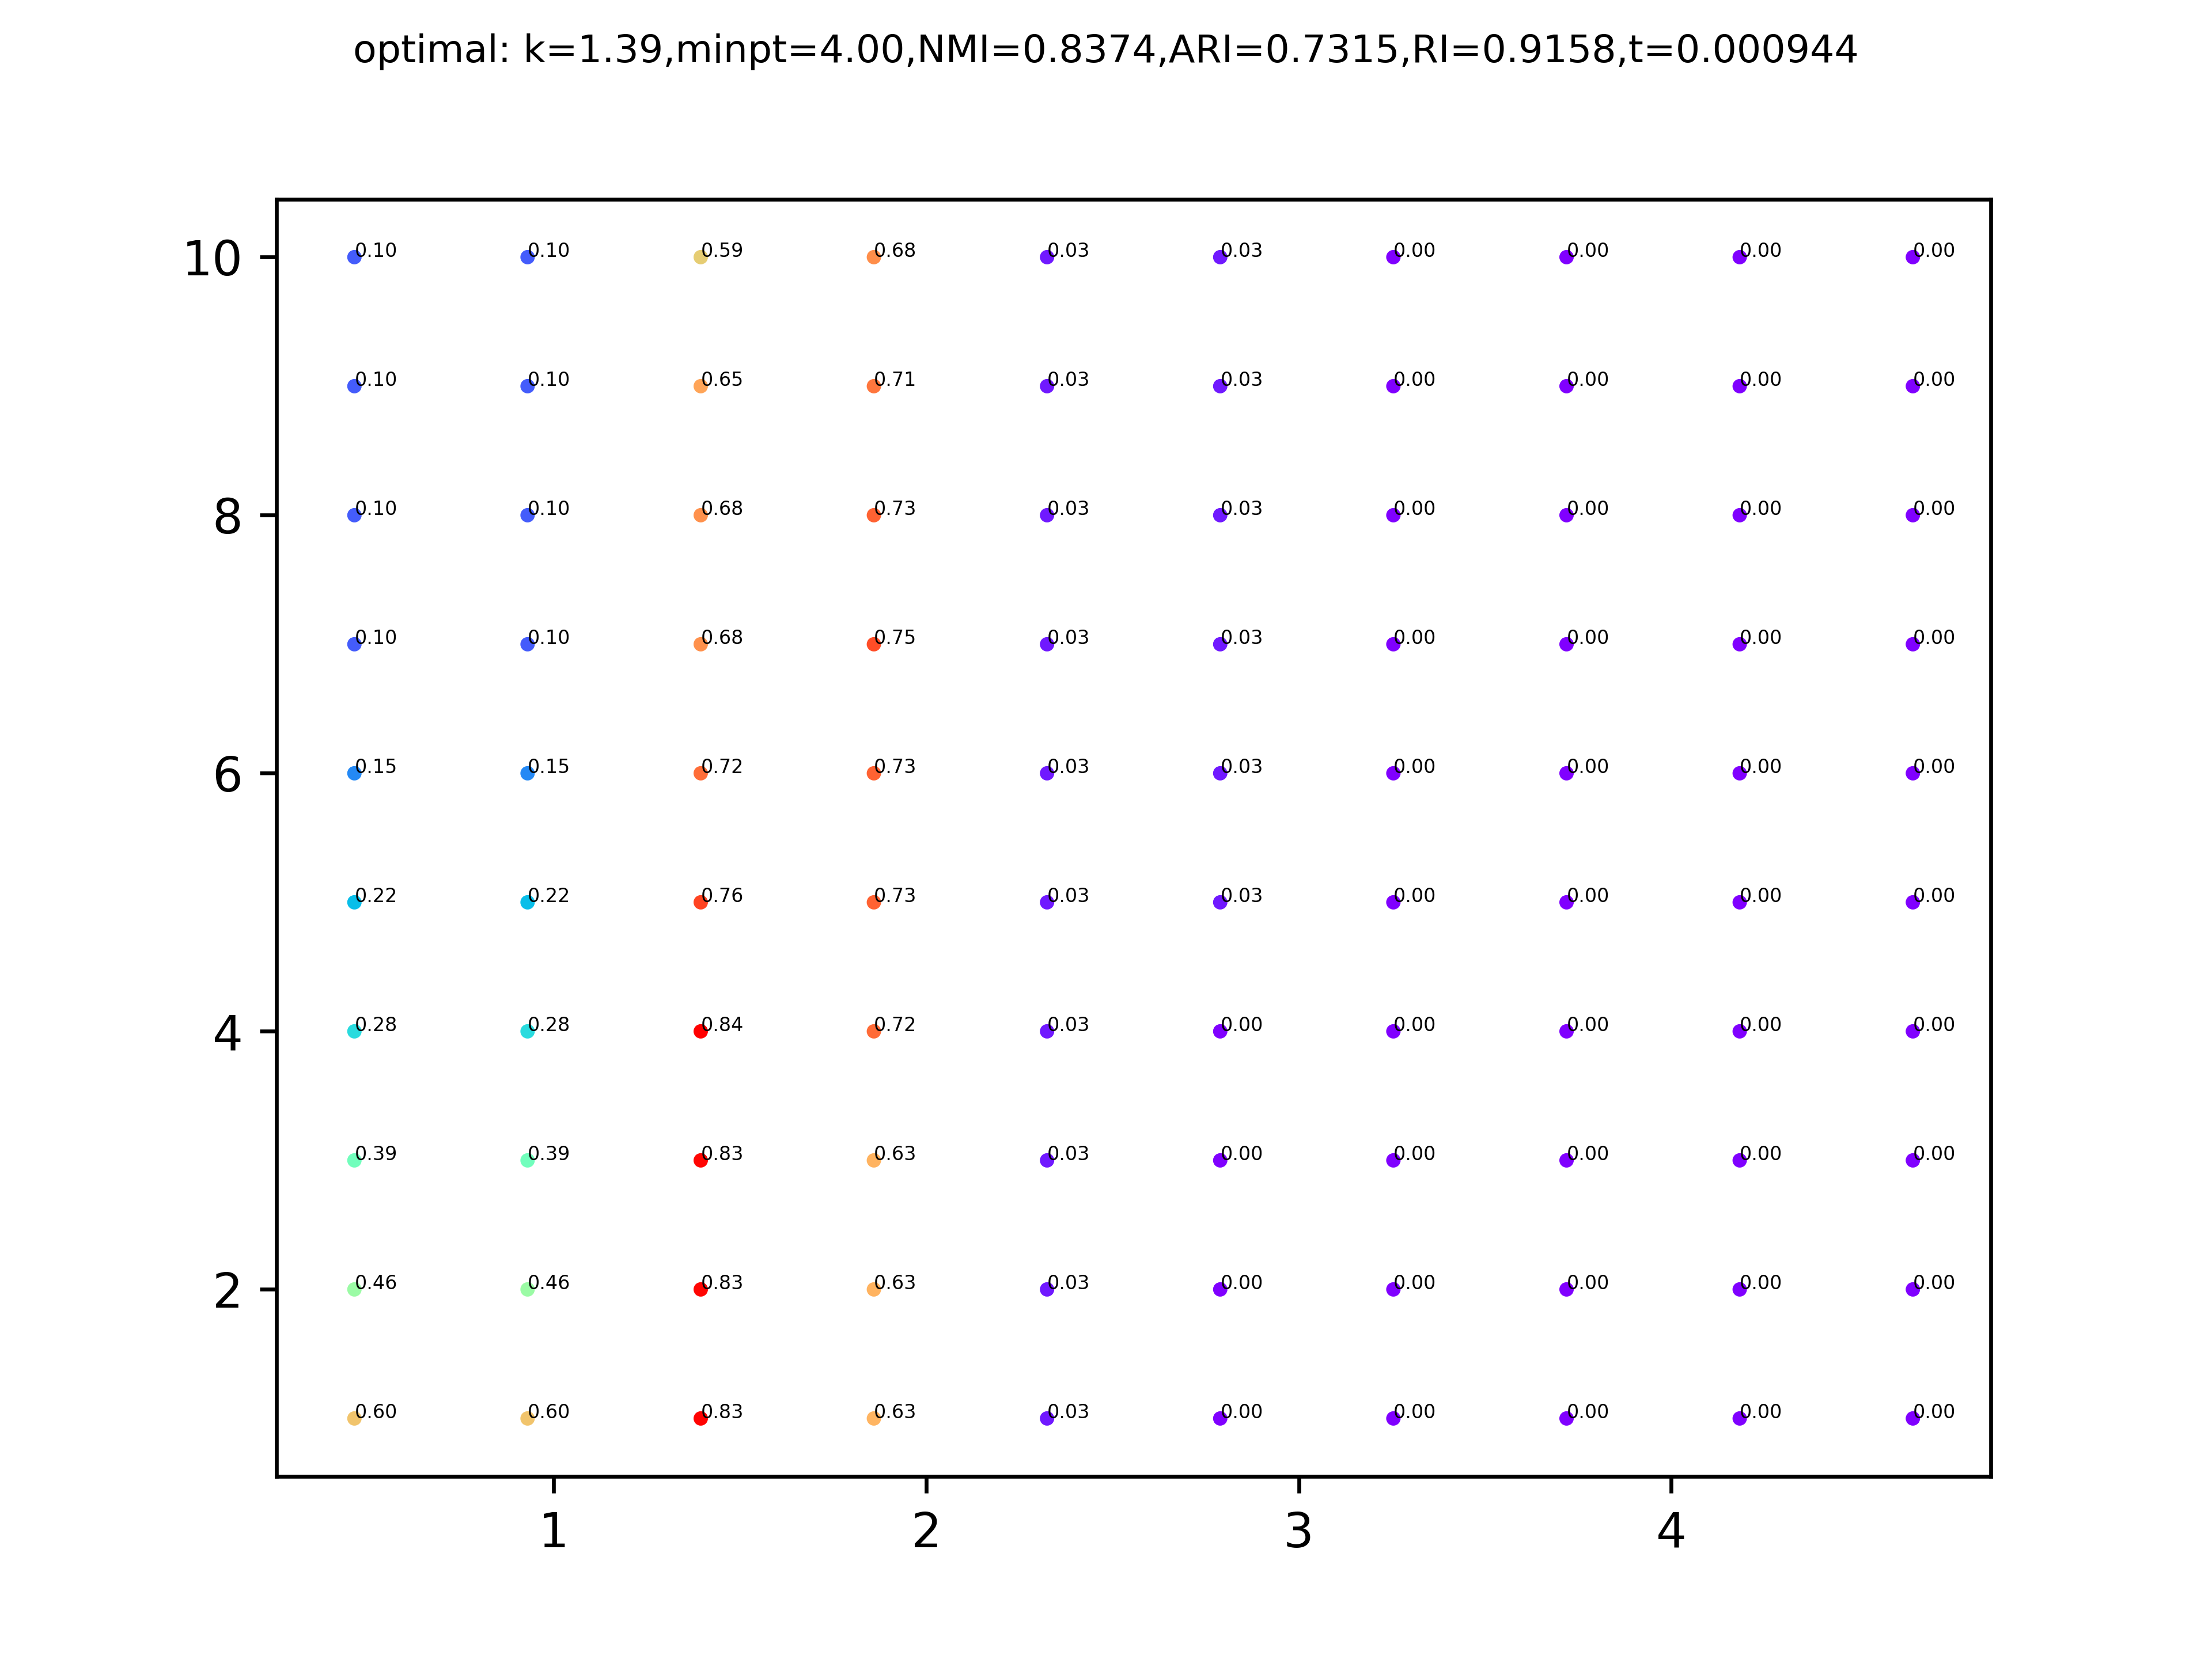 optimal: k=1.39,minpt=4.00,NMI=0.8374,ARI=0.7315,RI=0.9158,t=0.000944
10 0.10 0.10 0.59 0.68 0.03 0.03 0.00 0.00 0.00 0.00
0.10 0.10 0.65 0.71 0.03 0.03 0.00 0.00 0.00 0.00
8 0.10 0.10 0.68 0.73 0.03 0.03 0.00 0.00 0.00 0.00
0.10 0.10 0.68 0.75 0.03 0.03 0.00 0.00 0.00 0.00
6 0.15 0.15 0.72 0.73 0.03 0.03 0.00 0.00 0.00 0.00
0.22 0.22 0.76 0.73 0.03 0.03 0.00 0.00 0.00 0.00
4 0.28 0.28 0.84 0.72 0.03 0.00 0.00 0.00 0.00 0.00
0.39 0.39 0.83 0.63 0.03 0.00 0.00 0.00 0.00 0.00
2 0.46 0.46 0.83 0.63 0.03 0.00 0.00 0.00 0.00 0.00
0.60 0.60 0.83 0.63 0.03 0.00 0.00 0.00 0.00 0.00
1 2 3 4